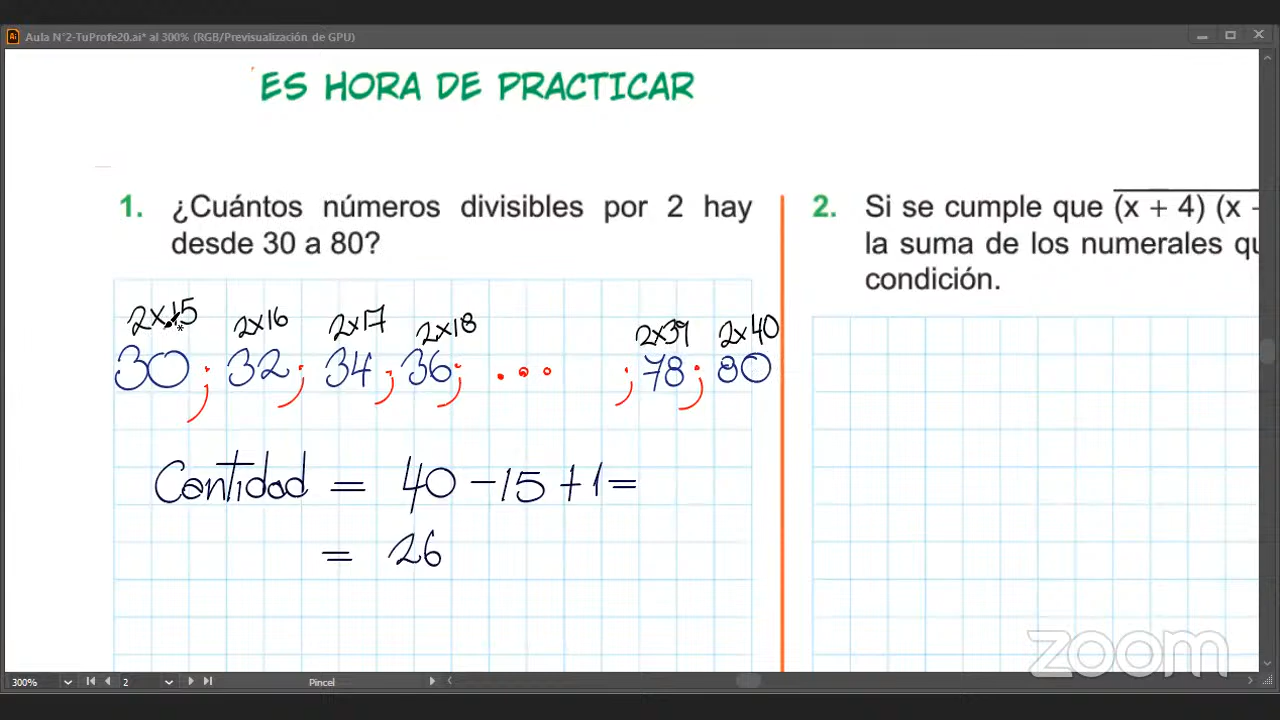 Aula N°2-TuProfe20.ai* al 300% (RGB/Previsualización de GPU)
ES HORA DE PRACTICAR
1. ¿Cuántos números divisibles por 2 hay
desde 30 a 80?
2x15 2x16 2x17 2x18 2x39 2x40
30 ; 32 ; 34 ; 36 ; ... ; 78 ; 80
Cantidad = 40 - 15 + 1 =
= 26
2. Si se cumple que (x + 4) (x -
la suma de los numerales qu
condición.
zoom
300% 2 Pincel